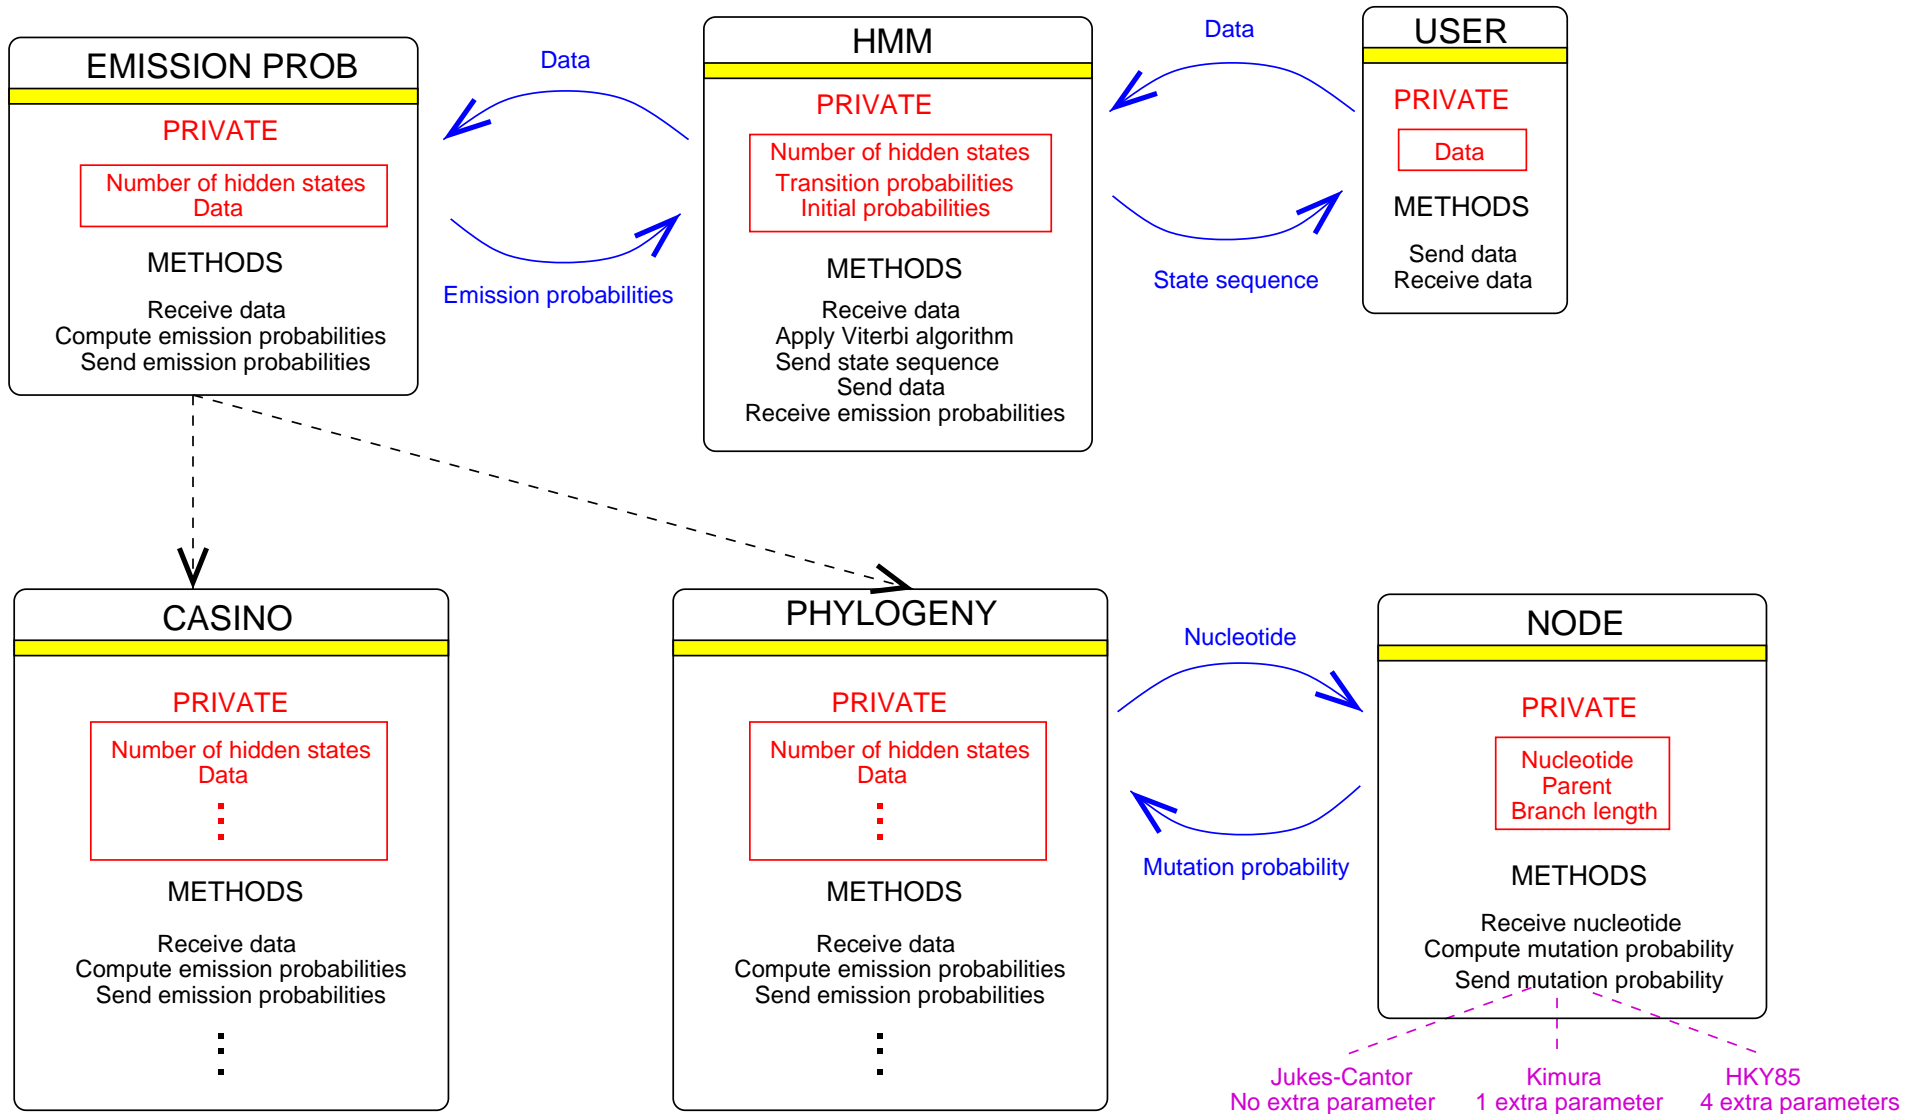 EMISSION PROB
PRIVATE
Number of hidden states
Data
METHODS
Receive data
Compute emission probabilities
Send emission probabilities
Data
Emission probabilities
HMM
PRIVATE
Number of hidden states
Transition probabilities
Initial probabilities
METHODS
Receive data
Apply Viterbi algorithm
Send state sequence
Send data
Receive emission probabilities
Data
State sequence
USER
PRIVATE
Data
METHODS
Send data
Receive data
CASINO
PRIVATE
Number of hidden states
Data
METHODS
Receive data
Compute emission probabilities
Send emission probabilities
PHYLOGENY
PRIVATE
Number of hidden states
Data
METHODS
Receive data
Compute emission probabilities
Send emission probabilities
Nucleotide
Mutation probability
NODE
PRIVATE
Nucleotide
Parent
Branch length
METHODS
Receive nucleotide
Compute mutation probability
Send mutation probability
Jukes-Cantor
No extra parameter
Kimura
1 extra parameter
HKY85
4 extra parameters